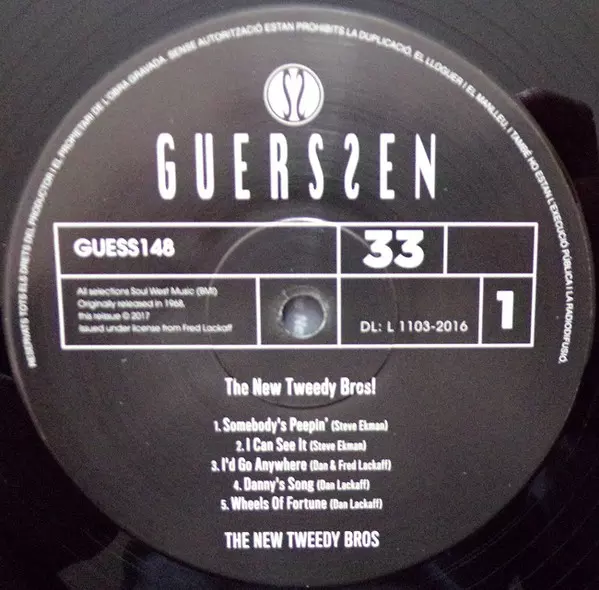 RESERVATS TOTS ELS DRETS DEL PRODUCTOR I EL PROPIETARI DE L'OBRA GRAVADA. SENSE AUTORITZACIÓ ESTAN PROHIBITS LA DUPLICACIÓ, EL LLOGUER I EL MANLLEU, I TAMBÉ HO ESTAN L'EXECUCIÓ PÚBLICA I LA RADIODIFUSIÓ.
GUERSSEN
GUESS148
33
All selections Soul West Music (BMI)
Originally released in 1968,
this reissue © 2017
Issued under license from Fred Lackaff
DL: L 1103-2016
1
The New Tweedy Bros!
1. Somebody's Peepin' (Steve Ekman)
2. I Can See It (Steve Ekman)
3. I'd Go Anywhere (Dan & Fred Lackaff)
4. Danny's Song (Dan Lackaff)
5. Wheels Of Fortune (Dan Lackaff)
THE NEW TWEEDY BROS